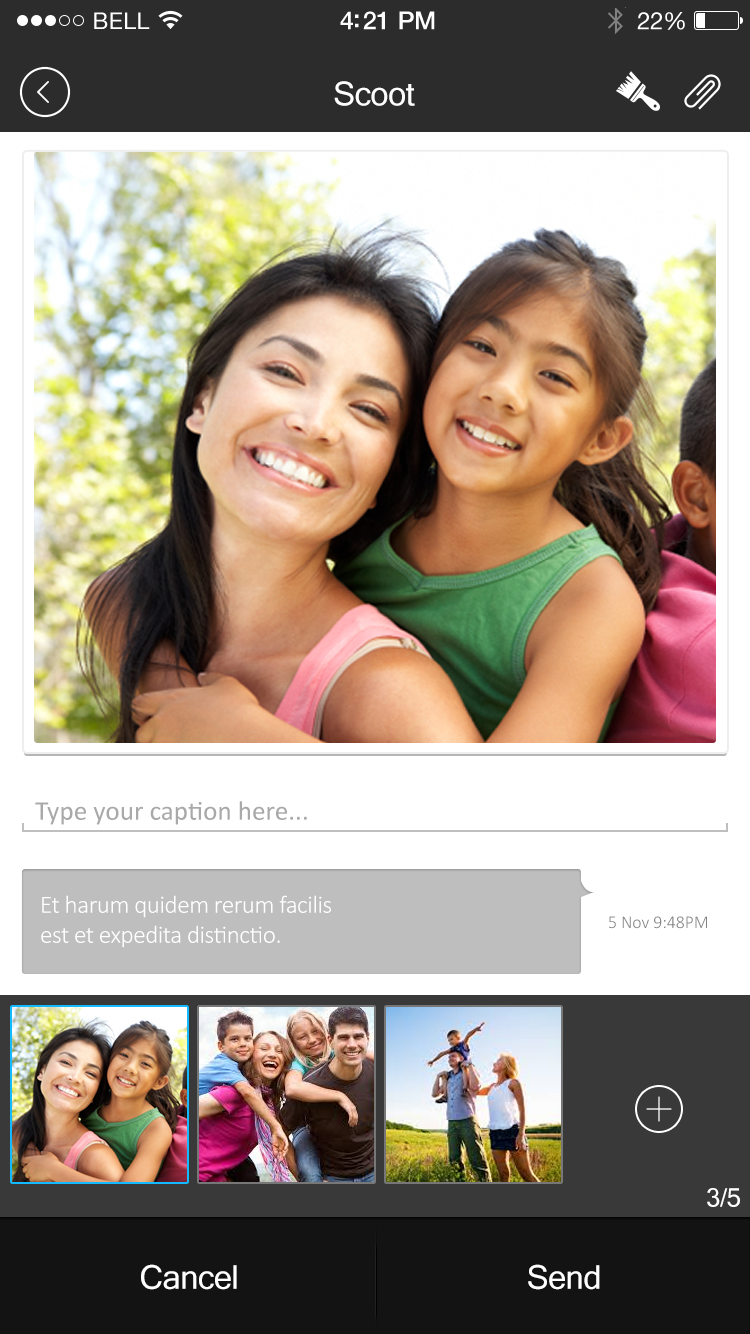 BELL 4:21 PM 22%
Scoot
Type your caption here...
Et harum quidem rerum facilis
est et expedita distinctio.
5 Nov 9:48PM
3/5
Cancel Send